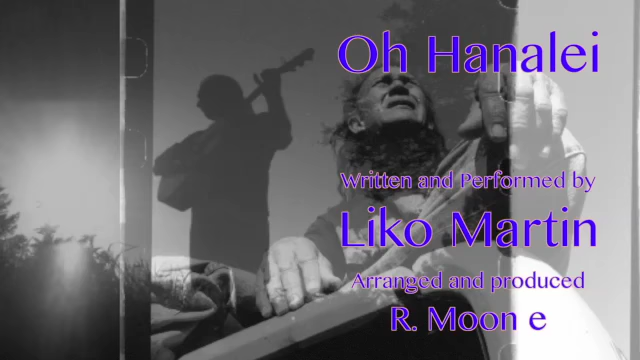 Oh Hanalei
Written and Performed by
Liko Martin
Arranged and produced
R. Moon e